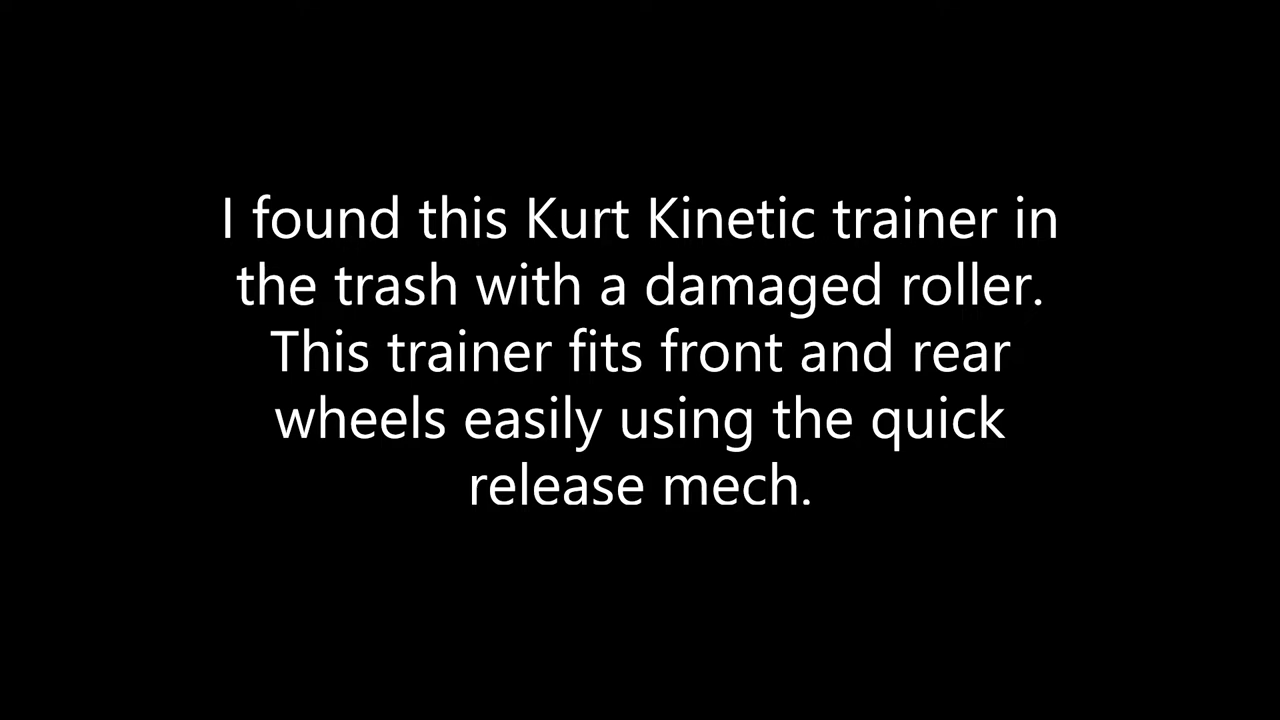 I found this Kurt Kinetic trainer in
the trash with a damaged roller.
This trainer fits front and rear
wheels easily using the quick
release mech.